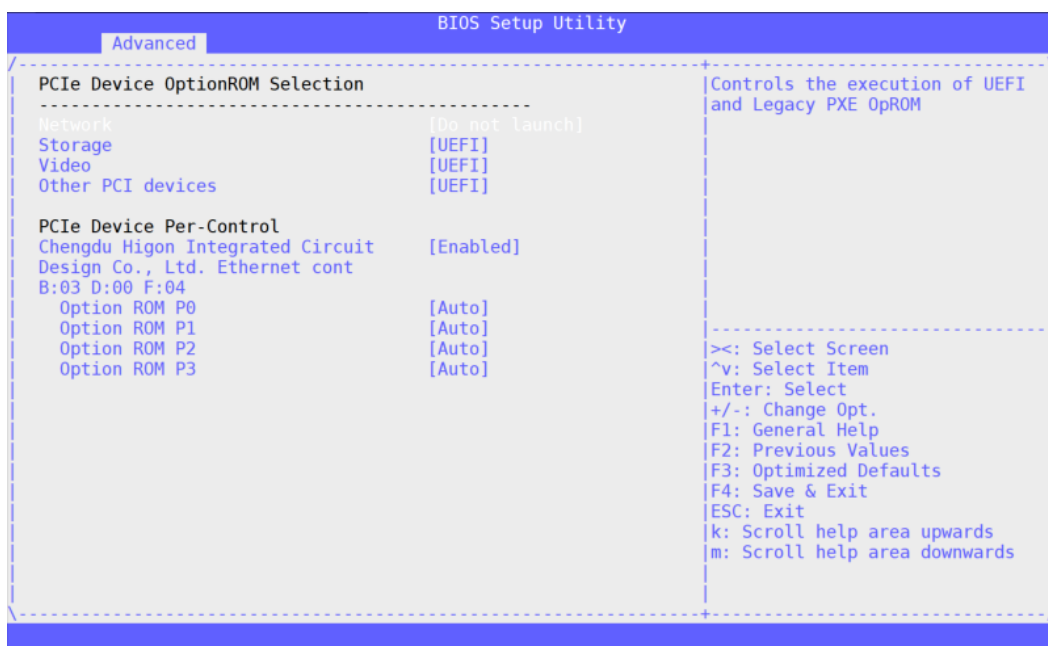 BIOS Setup Utility
Advanced
PCIe Device OptionROM Selection
Network [Do not launch]
Storage [UEFI]
Video [UEFI]
Other PCI devices [UEFI]
PCIe Device Per-Control
Chengdu Higon Integrated Circuit [Enabled]
Design Co., Ltd. Ethernet cont
B:03 D:00 F:04
Option ROM P0 [Auto]
Option ROM P1 [Auto]
Option ROM P2 [Auto]
Option ROM P3 [Auto]
Controls the execution of UEFI
and Legacy PXE OpROM
><: Select Screen
^v: Select Item
Enter: Select
+/-: Change Opt.
F1: General Help
F2: Previous Values
F3: Optimized Defaults
F4: Save & Exit
ESC: Exit
k: Scroll help area upwards
m: Scroll help area downwards